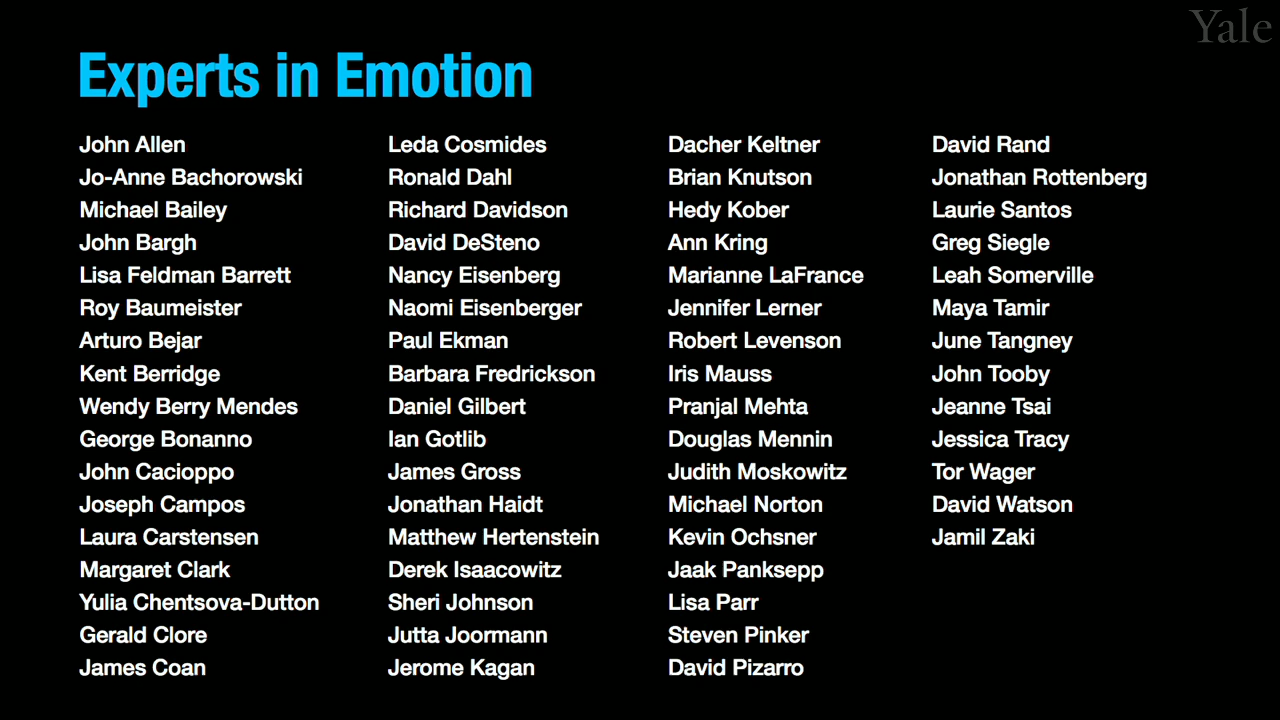 Yale
Experts in Emotion
John Allen
Jo-Anne Bachorowski
Michael Bailey
John Bargh
Lisa Feldman Barrett
Roy Baumeister
Arturo Bejar
Kent Berridge
Wendy Berry Mendes
George Bonanno
John Cacioppo
Joseph Campos
Laura Carstensen
Margaret Clark
Yulia Chentsova-Dutton
Gerald Clore
James Coan
Leda Cosmides
Ronald Dahl
Richard Davidson
David DeSteno
Nancy Eisenberg
Naomi Eisenberger
Paul Ekman
Barbara Fredrickson
Daniel Gilbert
Ian Gotlib
James Gross
Jonathan Haidt
Matthew Hertenstein
Derek Isaacowitz
Sheri Johnson
Jutta Joormann
Jerome Kagan
Dacher Keltner
Brian Knutson
Hedy Kober
Ann Kring
Marianne LaFrance
Jennifer Lerner
Robert Levenson
Iris Mauss
Pranjal Mehta
Douglas Mennin
Judith Moskowitz
Michael Norton
Kevin Ochsner
Jaak Panksepp
Lisa Parr
Steven Pinker
David Pizarro
David Rand
Jonathan Rottenberg
Laurie Santos
Greg Siegle
Leah Somerville
Maya Tamir
June Tangney
John Tooby
Jeanne Tsai
Jessica Tracy
Tor Wager
David Watson
Jamil Zaki